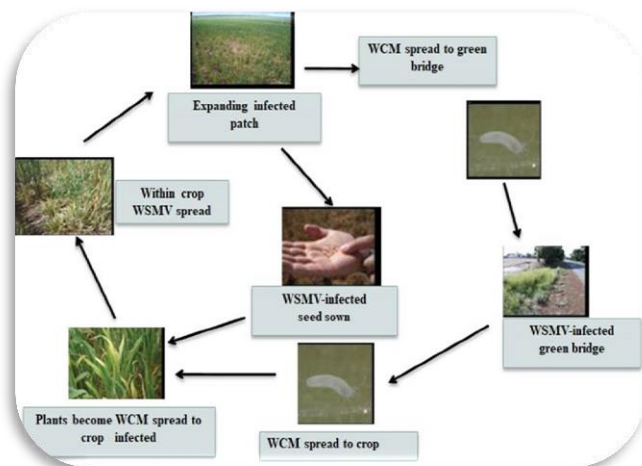 WCM spread to green
bridge
Expanding infected
patch
Within crop
WSMV spread
WSMV-infected
seed sown
WSMV-infected
green bridge
Plants become WCM spread to
crop infected
WCM spread to crop